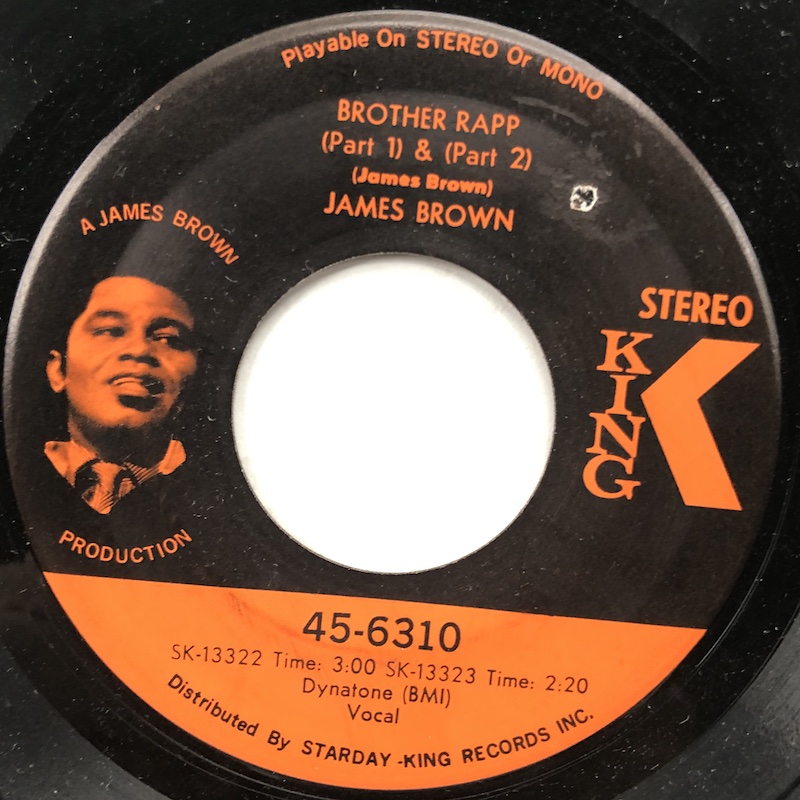 Playable On STEREO Or MONO
BROTHER RAPP
(Part 1) & (Part 2)
(James Brown)
JAMES BROWN
A JAMES BROWN
PRODUCTION
STEREO
KING
K
45-6310
SK-13322 Time: 3:00 SK-13323 Time: 2:20
Dynatone (BMI)
Vocal
Distributed By STARDAY-KING RECORDS INC.